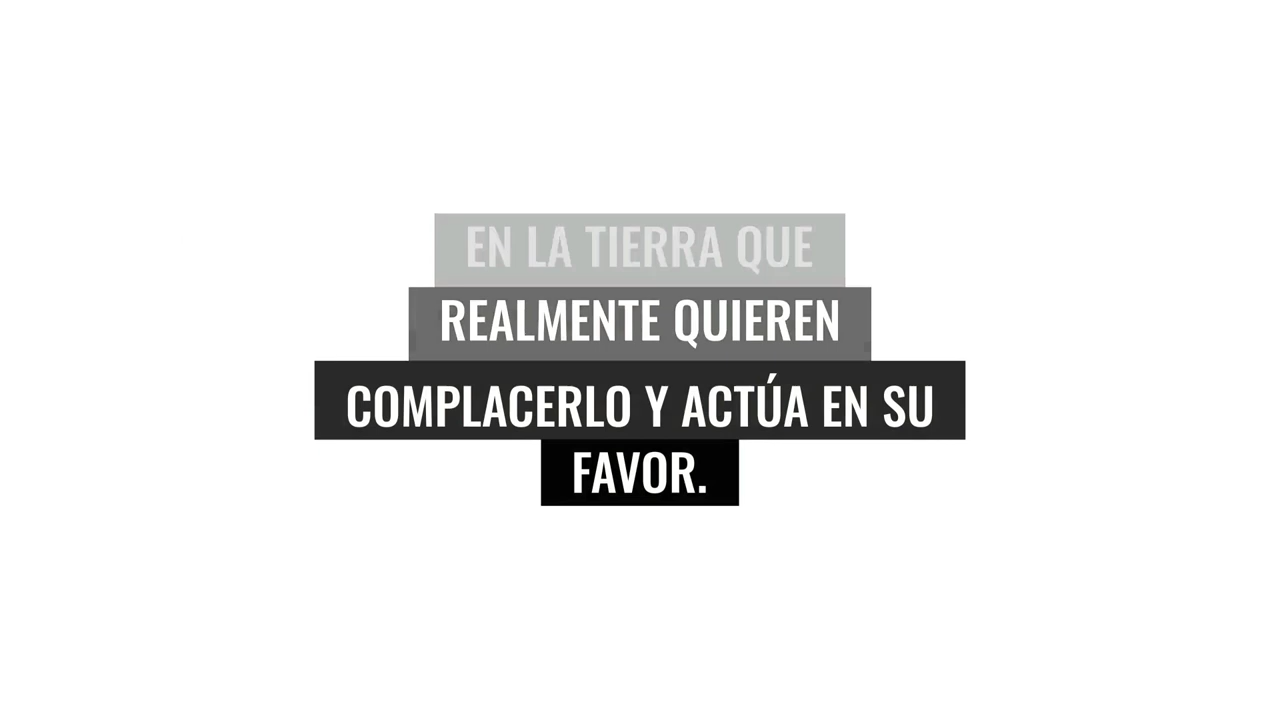 EN LA TIERRA QUE
REALMENTE QUIEREN
COMPLACERLO Y ACTÚA EN SU
FAVOR.